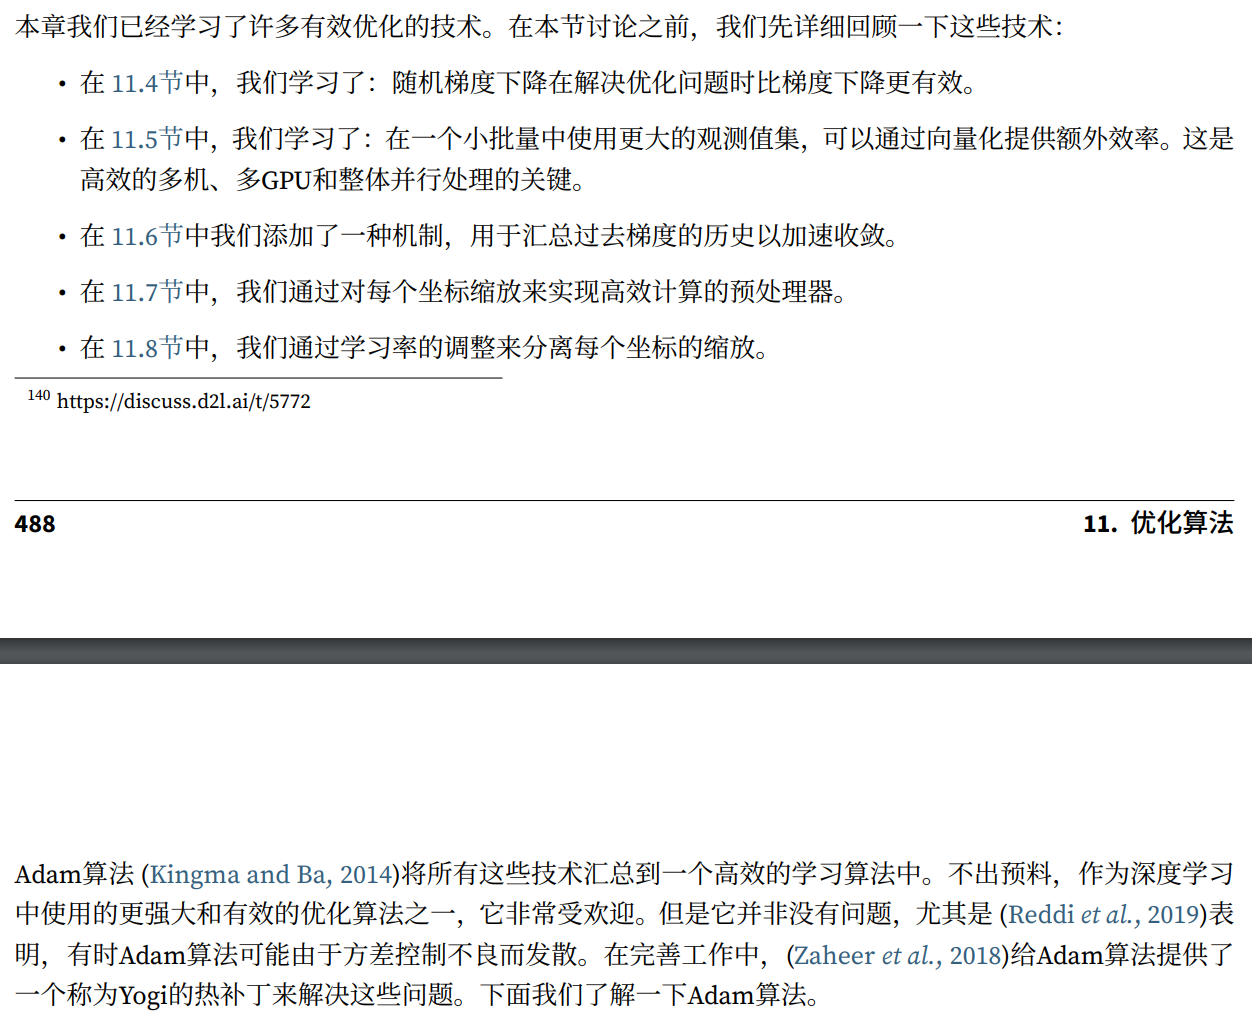 本章我们已经学习了许多有效优化的技术。在本节讨论之前，我们先详细回顾一下这些技术：
• 在 11.4节中，我们学习了：随机梯度下降在解决优化问题时比梯度下降更有效。
• 在 11.5节中，我们学习了：在一个小批量中使用更大的观测值集，可以通过向量化提供额外效率。这是
高效的多机、多GPU和整体并行处理的关键。
• 在 11.6节中我们添加了一种机制，用于汇总过去梯度的历史以加速收敛。
• 在 11.7节中，我们通过对每个坐标缩放来实现高效计算的预处理器。
• 在 11.8节中，我们通过学习率的调整来分离每个坐标的缩放。
140 https://discuss.d2l.ai/t/5772
488 11. 优化算法
Adam算法 (Kingma and Ba, 2014)将所有这些技术汇总到一个高效的学习算法中。不出预料，作为深度学习
中使用的更强大和有效的优化算法之一，它非常受欢迎。但是它并非没有问题，尤其是 (Reddi et al., 2019)表
明，有时Adam算法可能由于方差控制不良而发散。在完善工作中，(Zaheer et al., 2018)给Adam算法提供了
一个称为Yogi的热补丁来解决这些问题。下面我们了解一下Adam算法。